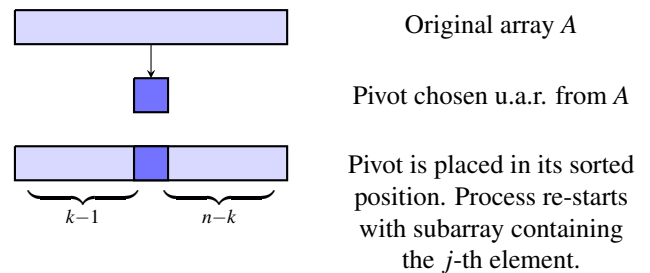 Original array A
Pivot chosen u.a.r. from A
Pivot is placed in its sorted
position. Process re-starts
with subarray containing
the j-th element.
k−1
n−k